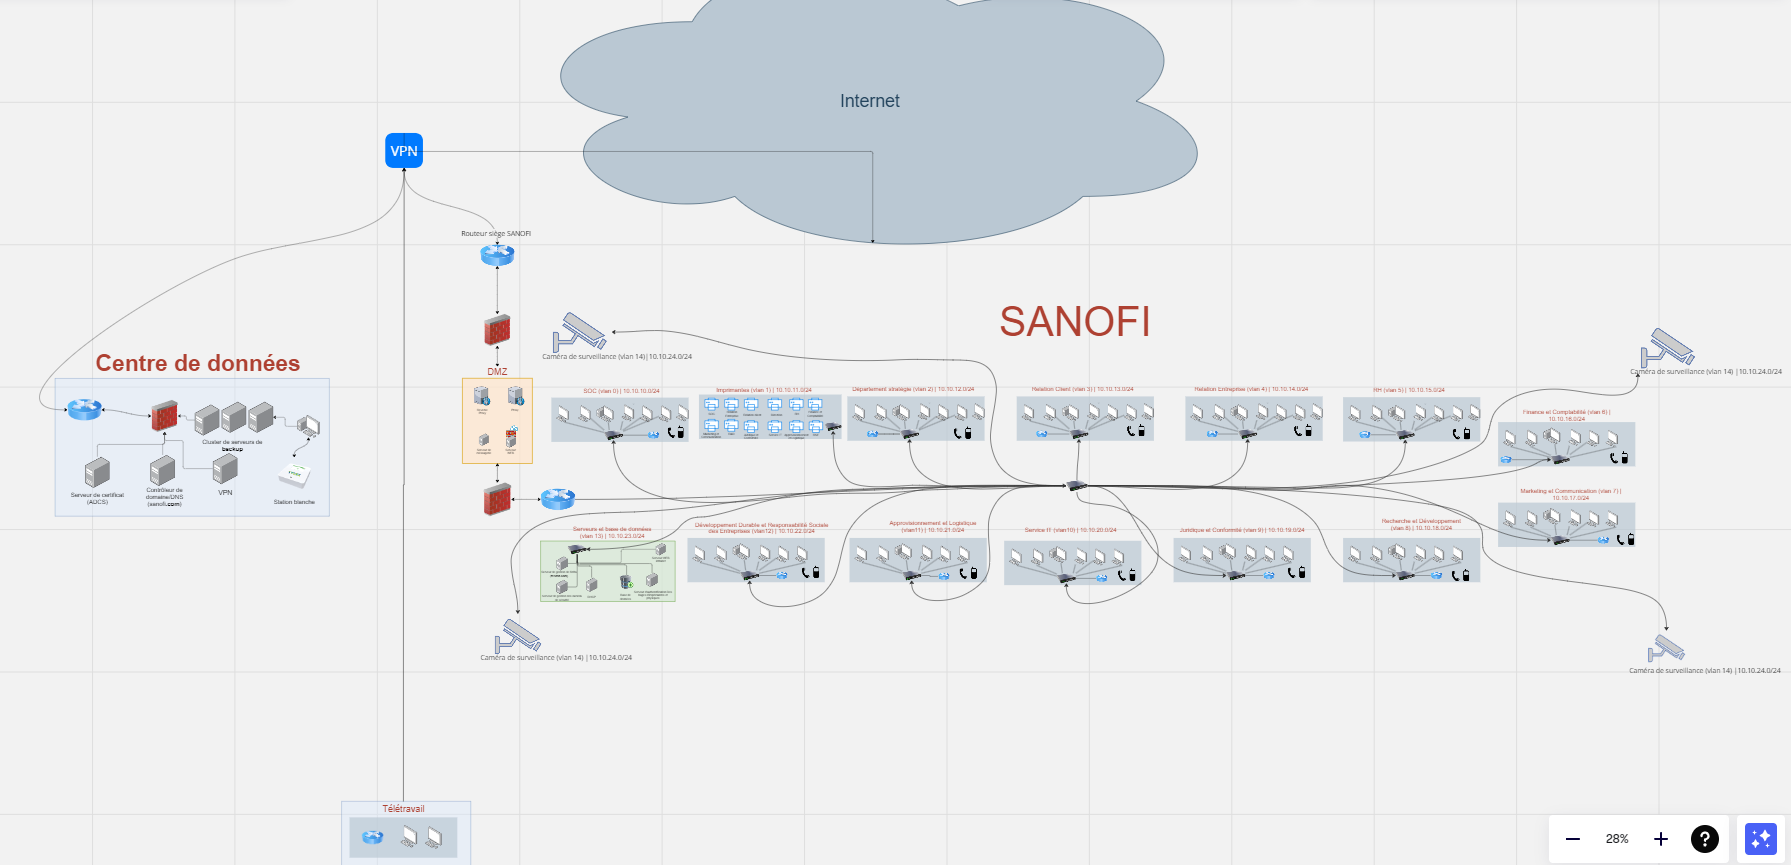 Internet
VPN
Routeur siège SANOFI
SANOFI
Caméra de surveillance (vlan 14)|10.10.24.0/24
Caméra de surveillance (vlan 14) |10.10.24.0/24
Centre de données
DMZ
SOC (vlan 0) | 10.10.10.0/24
Imprimantes (vlan 1) | 10.10.11.0/24
Département stratégie (vlan 2) | 10.10.12.0/24
Relation Client (vlan 3) | 10.10.13.0/24
Relation Entreprise (vlan 4) | 10.10.14.0/24
RH (vlan 5) | 10.10.15.0/24
Finance et Comptabilité (vlan 6) |
10.10.16.0/24
Cluster de serveurs de
backup
Serveur de certificat
(ADCS)
Contrôleur de
domaine/DNS
(sanofi.com)
VPN
Station blanche
Marketing et Communication (vlan 7) |
10.10.17.0/24
Serveurs et base de données
(vlan 13) | 10.10.23.0/24
Développement Durable et Responsabilité Sociale
des Entreprises (vlan12) | 10.10.22.0/24
Approvisionnement et Logistique
(vlan11) | 10.10.21.0/24
Service IT (vlan10) | 10.10.20.0/24
Juridique et Conformité (vlan 9) | 10.10.19.0/24
Recherche et Développement
(vlan 8) | 10.10.18.0/24
Caméra de surveillance (vlan 14) |10.10.24.0/24
Caméra de surveillance (vlan 14) |10.10.24.0/24
Télétravail
28%